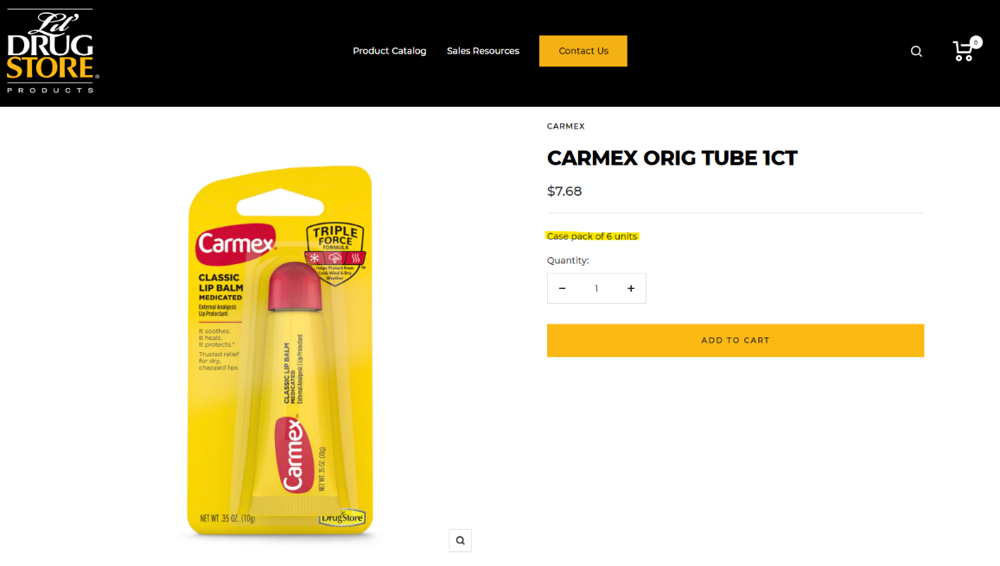 Lil'
DRUG
STORE®
PRODUCTS
Product Catalog
Sales Resources
Contact Us
0
CARMEX
CARMEX ORIG TUBE 1CT
$7.68
Case pack of 6 units
Quantity:
− 1 +
ADD TO CART
Carmex®
TRIPLE
FORCE
FORMULA
Helps Protect from
Cold, Wind & Dry
Weather
CLASSIC
LIP BALM
MEDICATED
External Analgesic
Lip Protectant
It soothes.
It heals.
It protects.®
Trusted relief
for dry,
chapped lips
CLASSIC LIP BALM
MEDICATED
External Analgesic | Lip Protectant
Carmex
NET WT .35 OZ. (10g)
NET WT .35 OZ. (10g)
DrugStore